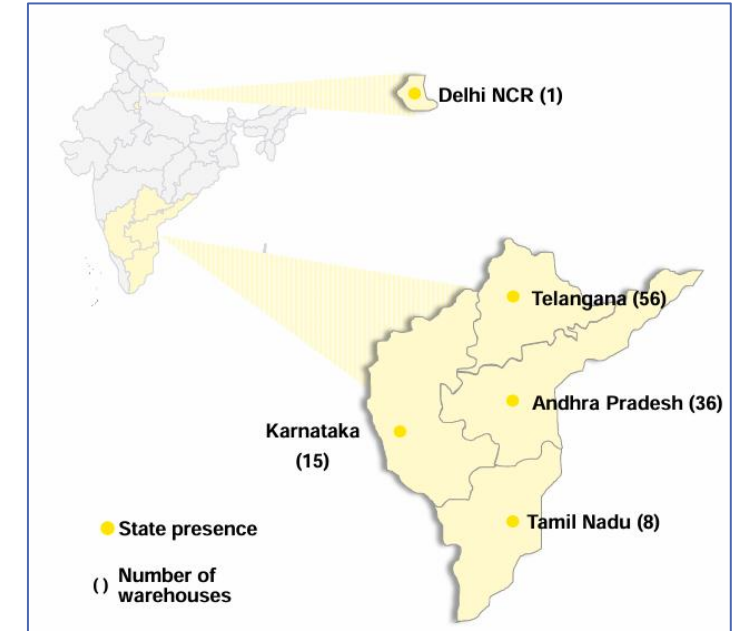 Delhi NCR (1)
Telangana (56)
Andhra Pradesh (36)
Karnataka
(15)
Tamil Nadu (8)
State presence
() Number of
warehouses